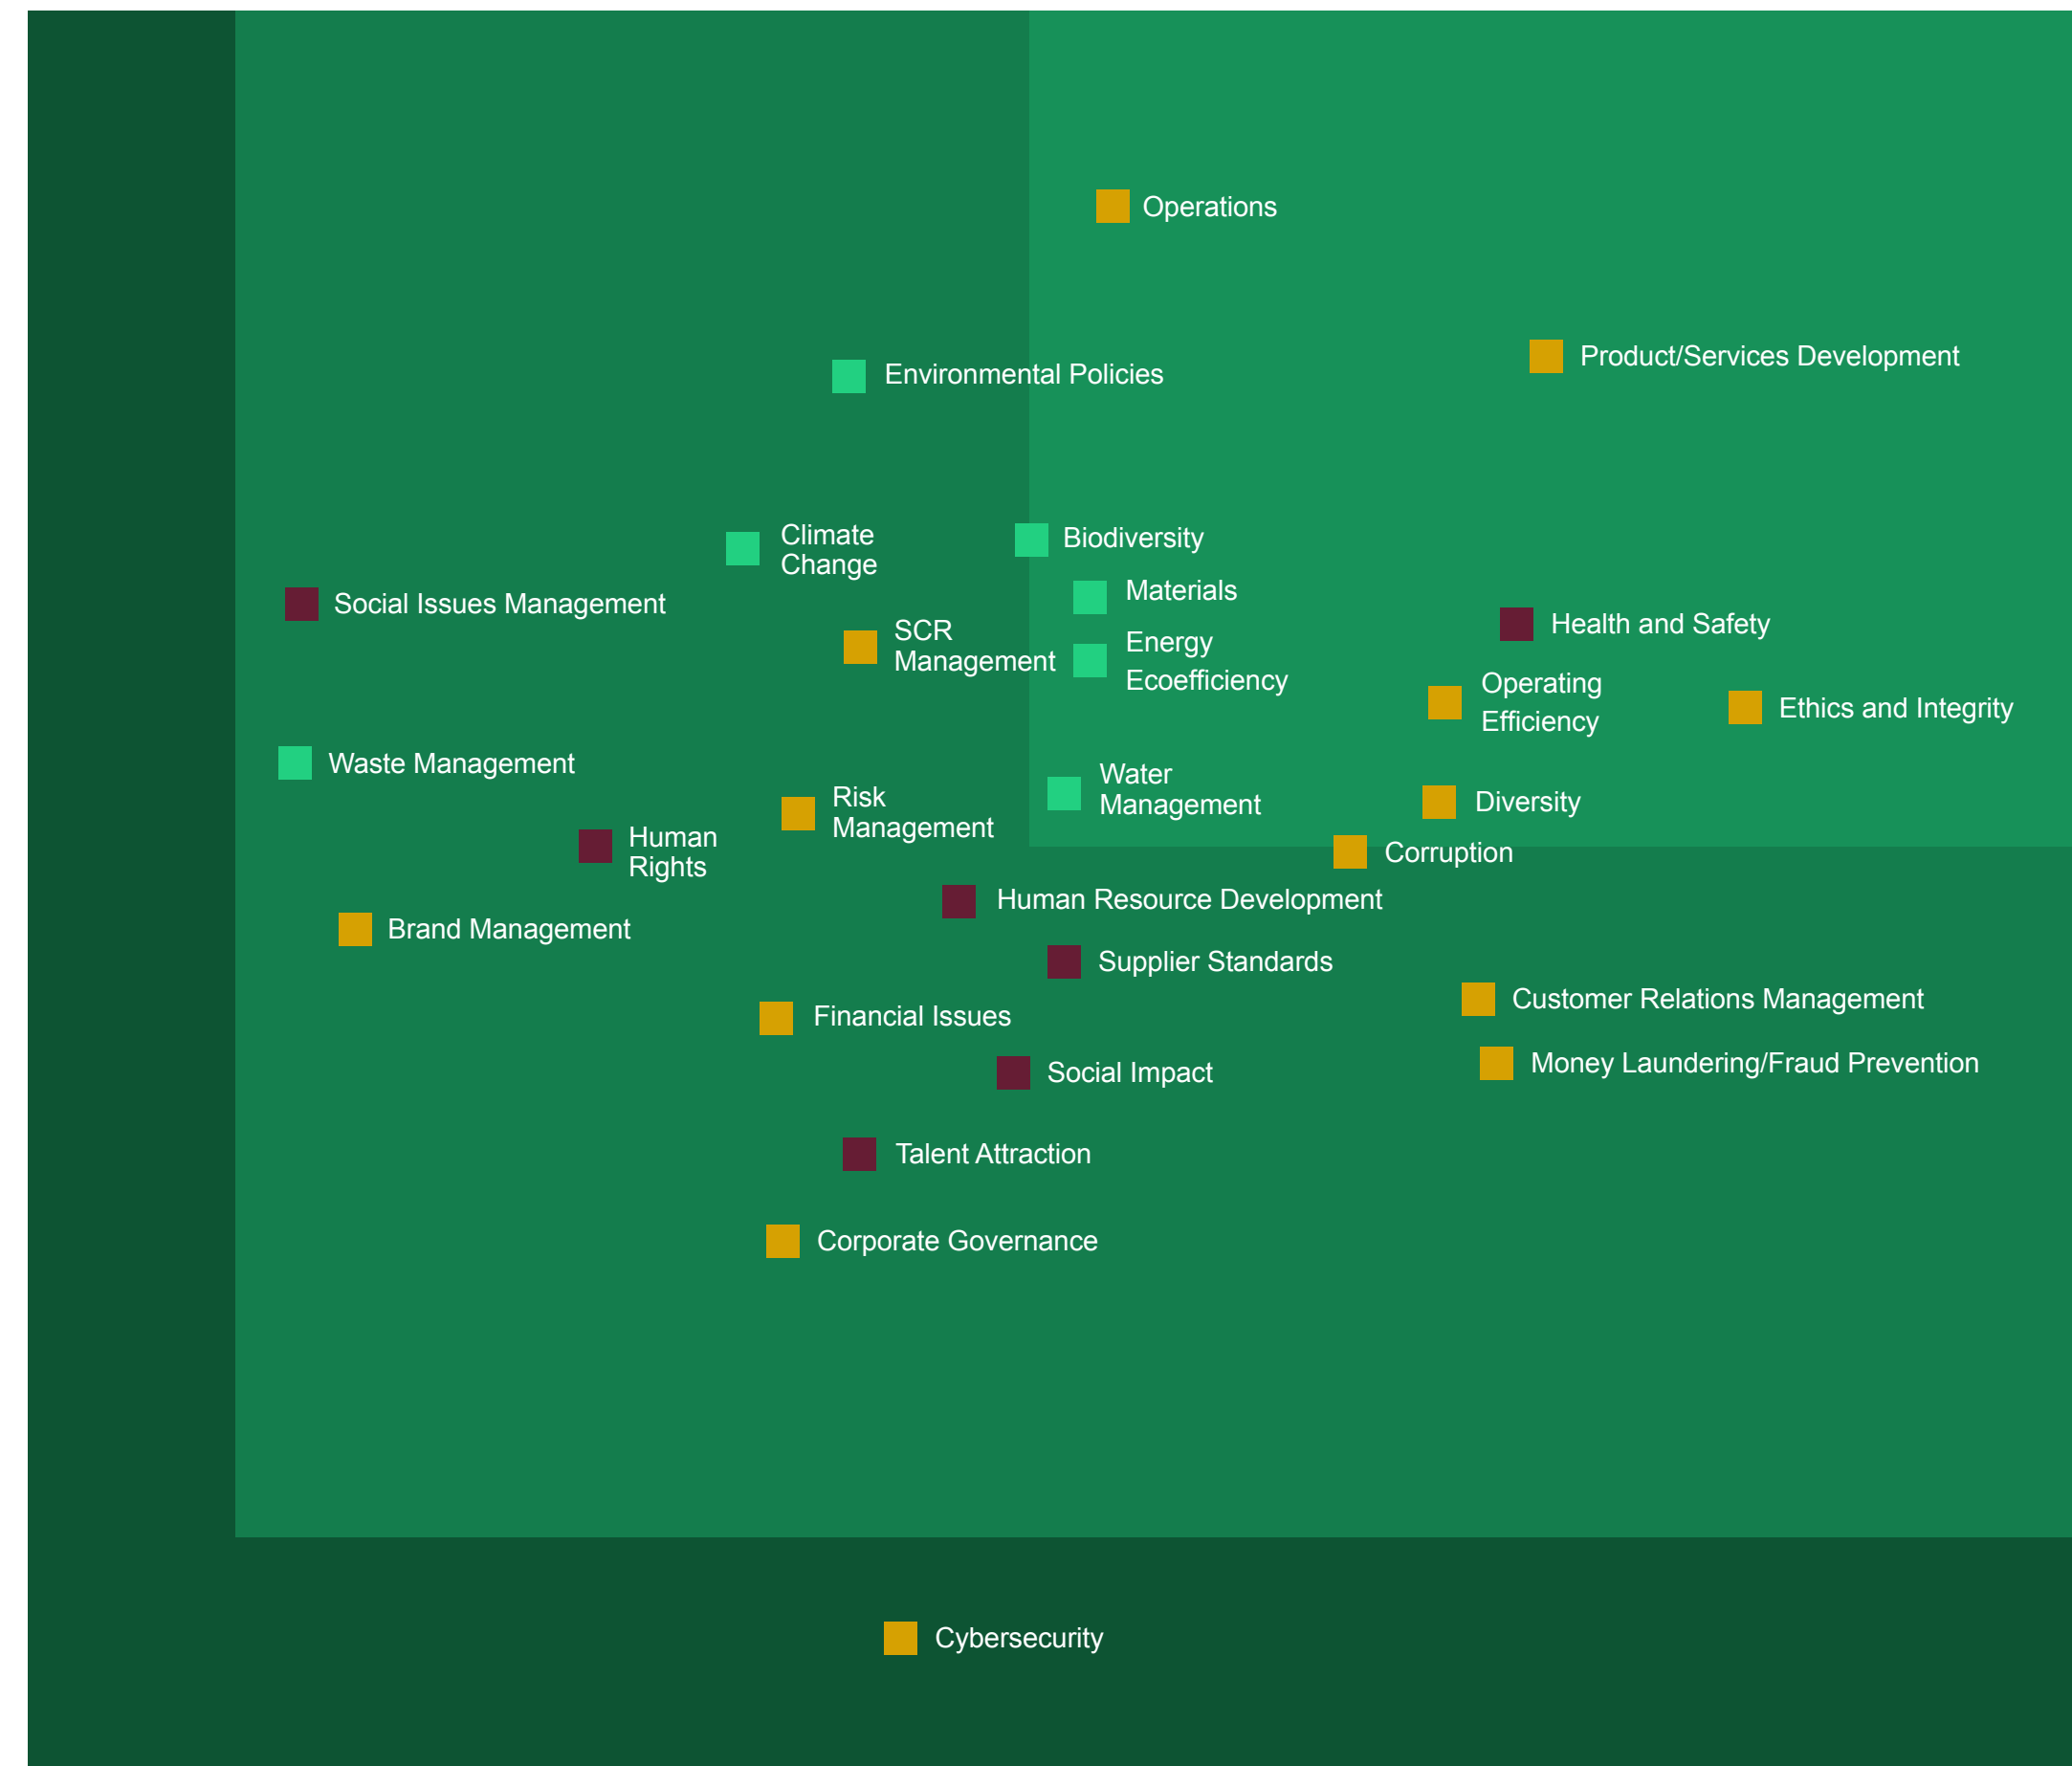 Operations
Product/Services Development
Environmental Policies
Climate
Change
Biodiversity
Materials
Social Issues Management
Health and Safety
SCR
Management
Energy
Ecoefficiency
Operating
Efficiency
Ethics and Integrity
Waste Management
Water
Management
Risk
Management
Diversity
Human
Rights
Corruption
Human Resource Development
Brand Management
Supplier Standards
Customer Relations Management
Financial Issues
Money Laundering/Fraud Prevention
Social Impact
Talent Attraction
Corporate Governance
Cybersecurity